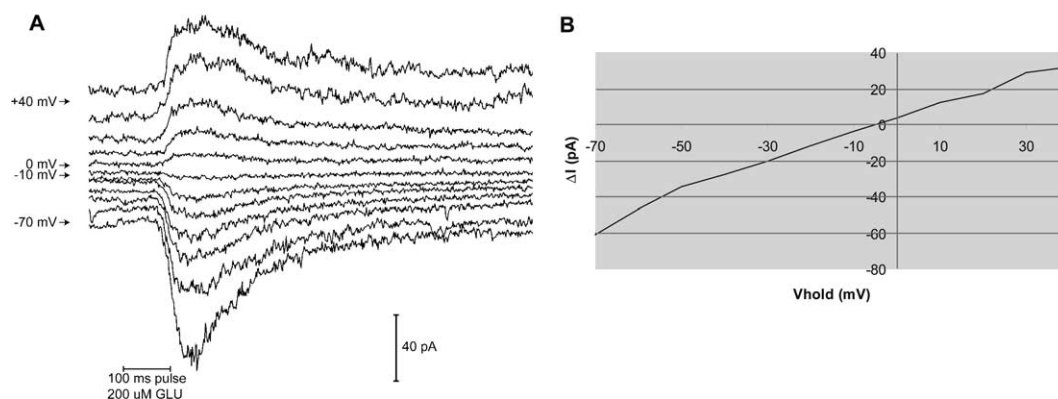 A
+40 mV→
0 mV→
-10 mV→
-70 mV→
100 ms pulse
200 uM GLU
40 pA
B
40
20
0
-20
-40
-60
-80
-70
-50
-30
-10
10
30
ΔI (pA)
Vhold (mV)